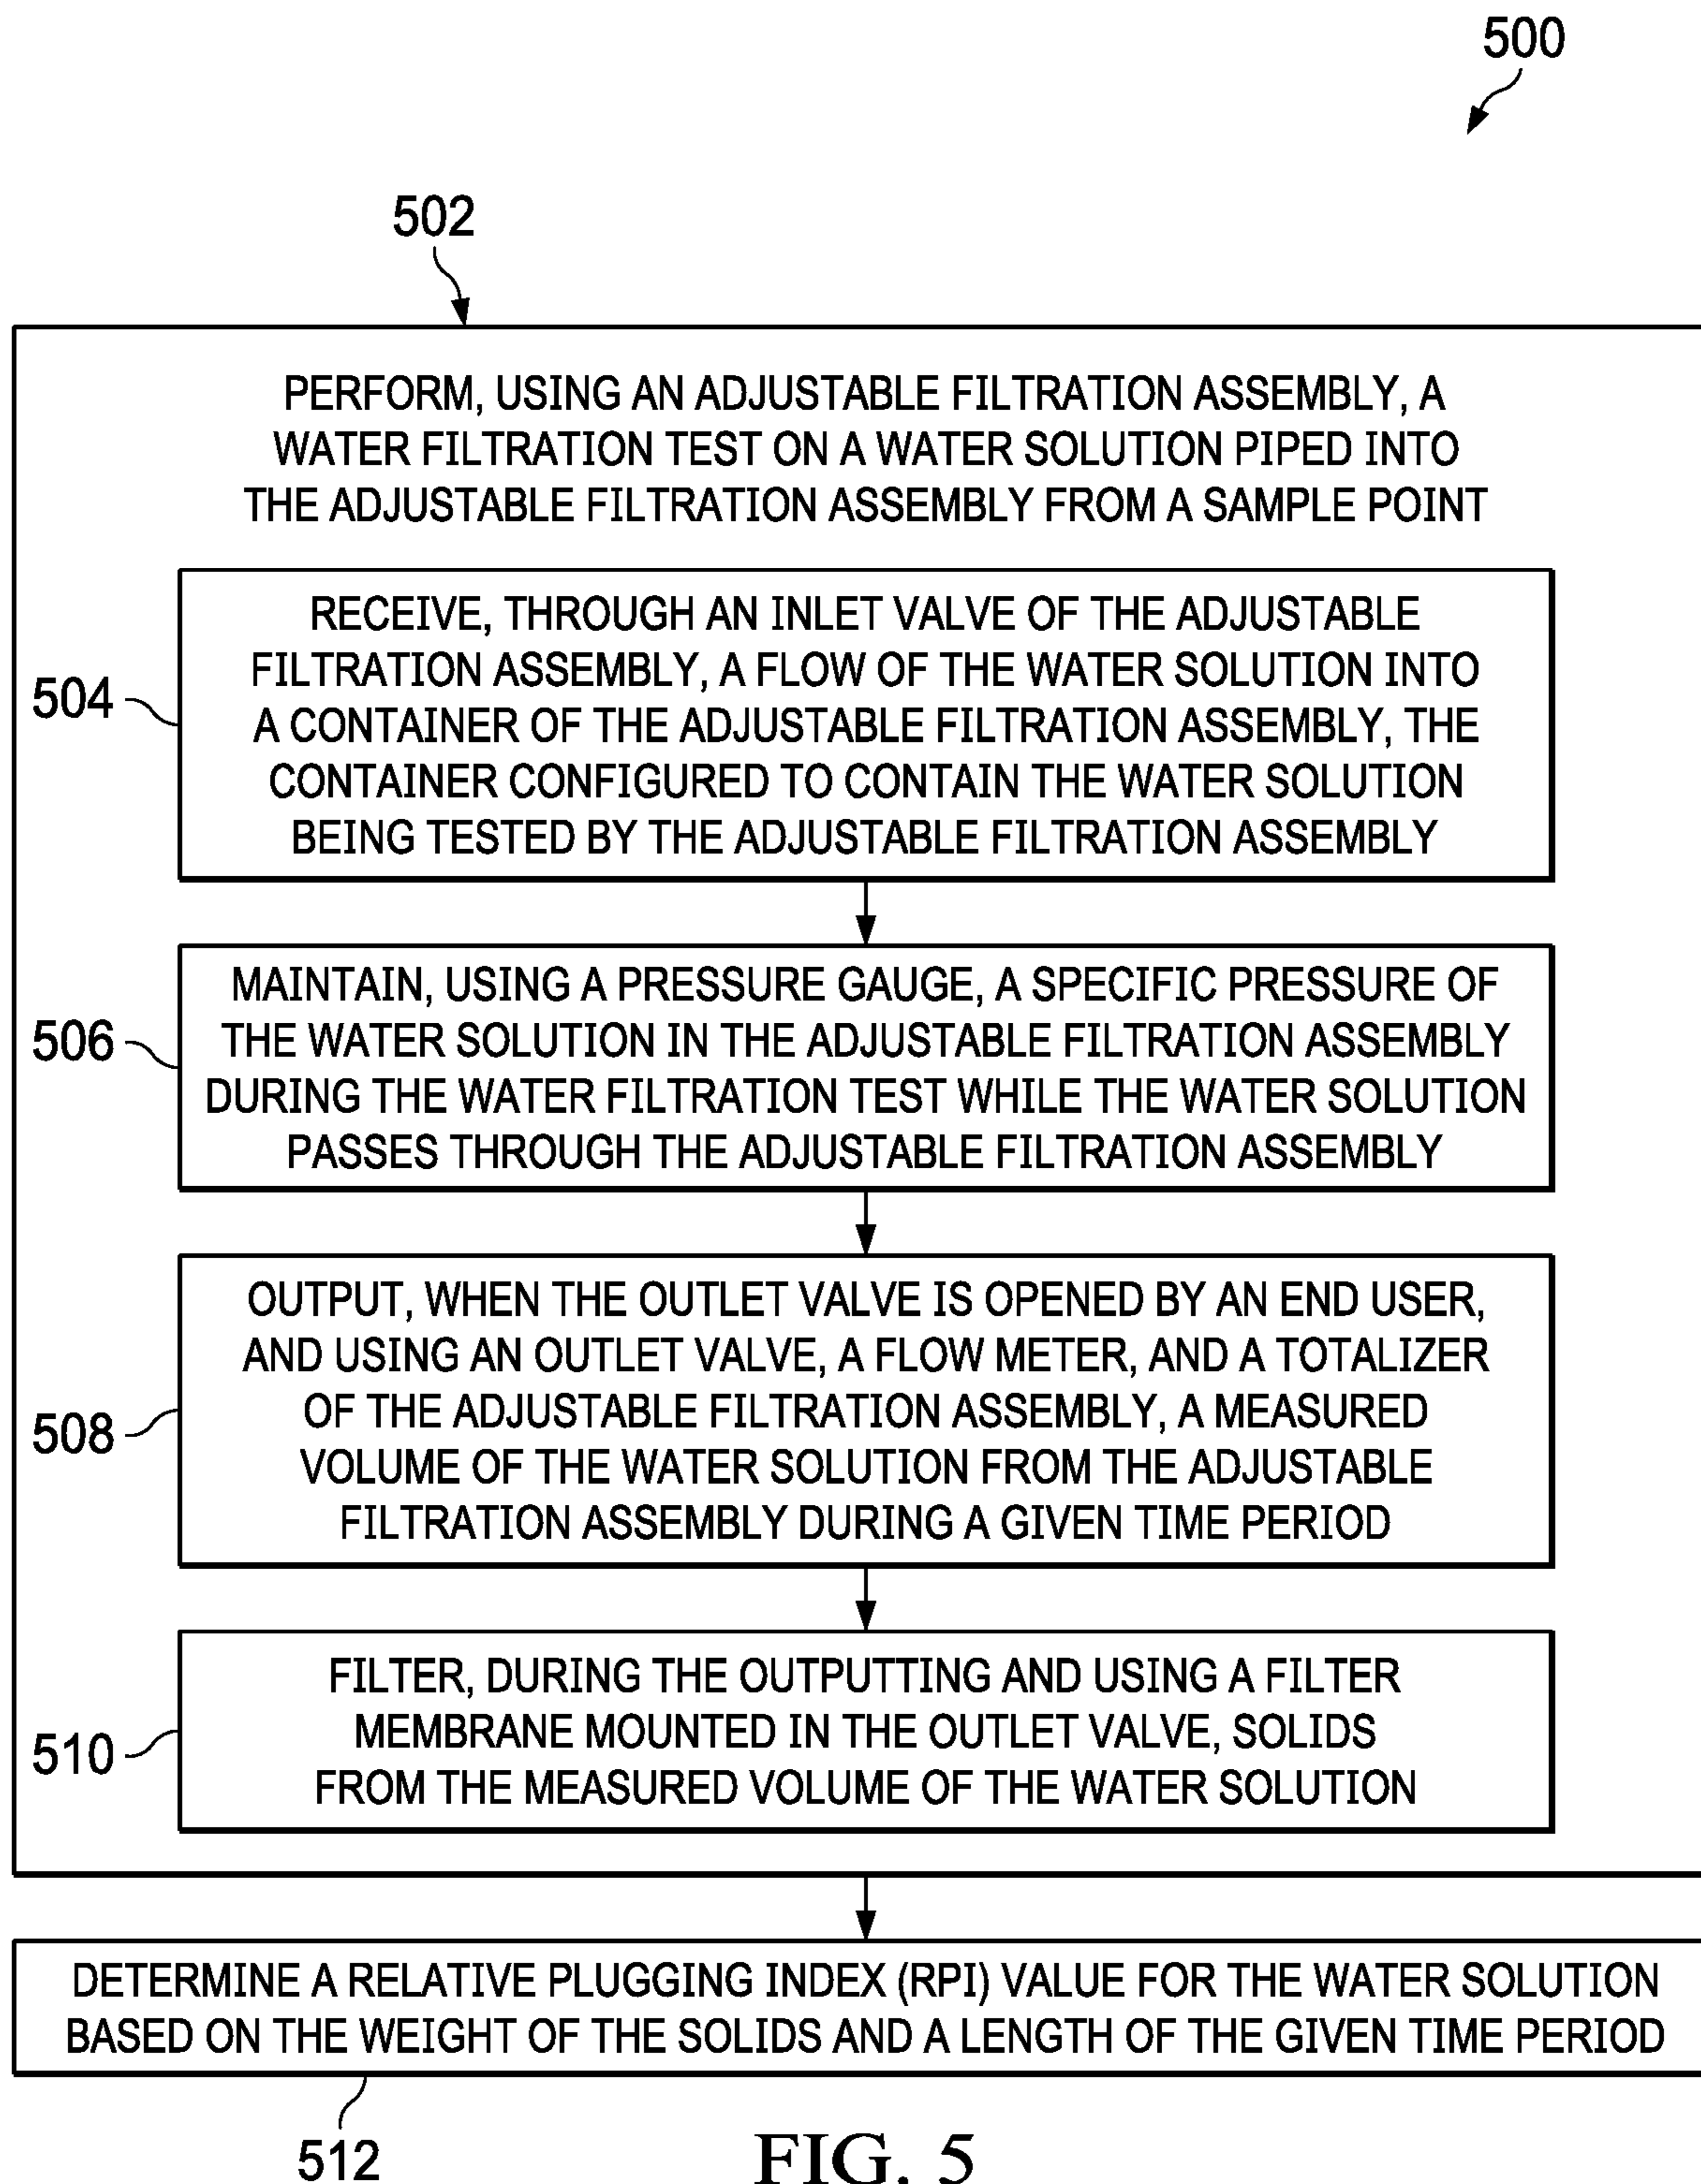 500
502
PERFORM, USING AN ADJUSTABLE FILTRATION ASSEMBLY, A
WATER FILTRATION TEST ON A WATER SOLUTION PIPED INTO
THE ADJUSTABLE FILTRATION ASSEMBLY FROM A SAMPLE POINT
504
RECEIVE, THROUGH AN INLET VALVE OF THE ADJUSTABLE
FILTRATION ASSEMBLY, A FLOW OF THE WATER SOLUTION INTO
A CONTAINER OF THE ADJUSTABLE FILTRATION ASSEMBLY, THE
CONTAINER CONFIGURED TO CONTAIN THE WATER SOLUTION
BEING TESTED BY THE ADJUSTABLE FILTRATION ASSEMBLY
506
MAINTAIN, USING A PRESSURE GAUGE, A SPECIFIC PRESSURE OF
THE WATER SOLUTION IN THE ADJUSTABLE FILTRATION ASSEMBLY
DURING THE WATER FILTRATION TEST WHILE THE WATER SOLUTION
PASSES THROUGH THE ADJUSTABLE FILTRATION ASSEMBLY
508
OUTPUT, WHEN THE OUTLET VALVE IS OPENED BY AN END USER,
AND USING AN OUTLET VALVE, A FLOW METER, AND A TOTALIZER
OF THE ADJUSTABLE FILTRATION ASSEMBLY, A MEASURED
VOLUME OF THE WATER SOLUTION FROM THE ADJUSTABLE
FILTRATION ASSEMBLY DURING A GIVEN TIME PERIOD
510
FILTER, DURING THE OUTPUTTING AND USING A FILTER
MEMBRANE MOUNTED IN THE OUTLET VALVE, SOLIDS
FROM THE MEASURED VOLUME OF THE WATER SOLUTION
DETERMINE A RELATIVE PLUGGING INDEX (RPI) VALUE FOR THE WATER SOLUTION
BASED ON THE WEIGHT OF THE SOLIDS AND A LENGTH OF THE GIVEN TIME PERIOD
512
FIG. 5